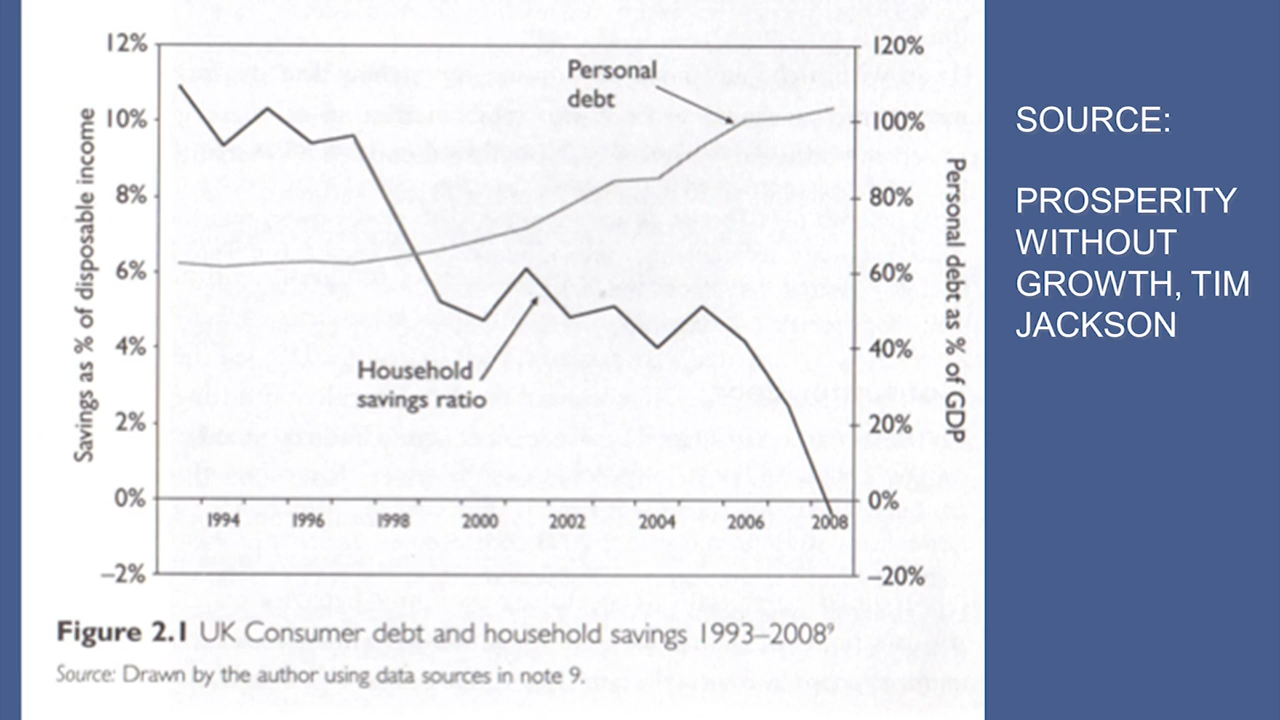 12%
10%
8%
6%
4%
2%
0%
–2%
Savings as % of disposable income
120%
100%
80%
60%
40%
20%
0%
–20%
Personal debt as % of GDP
Personal
debt
Household
savings ratio
1994
1996
1998
2000
2002
2004
2006
2008
Figure 2.1 UK Consumer debt and household savings 1993–2008⁹
Source: Drawn by the author using data sources in note 9.
SOURCE:
PROSPERITY
WITHOUT
GROWTH, TIM
JACKSON